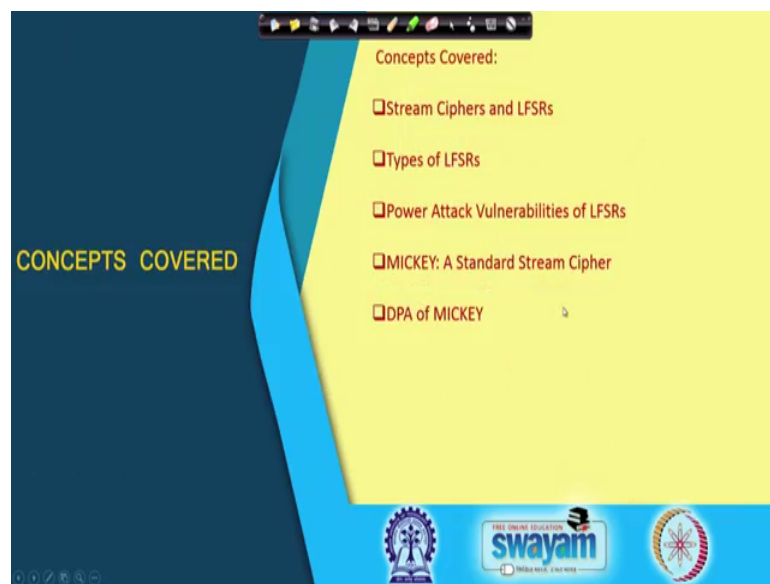 Concepts Covered:
❑Stream Ciphers and LFSRs
❑Types of LFSRs
❑Power Attack Vulnerabilities of LFSRs
CONCEPTS COVERED
❑MICKEY: A Standard Stream Cipher
❑DPA of MICKEY
FREE ONLINE EDUCATION
swayam